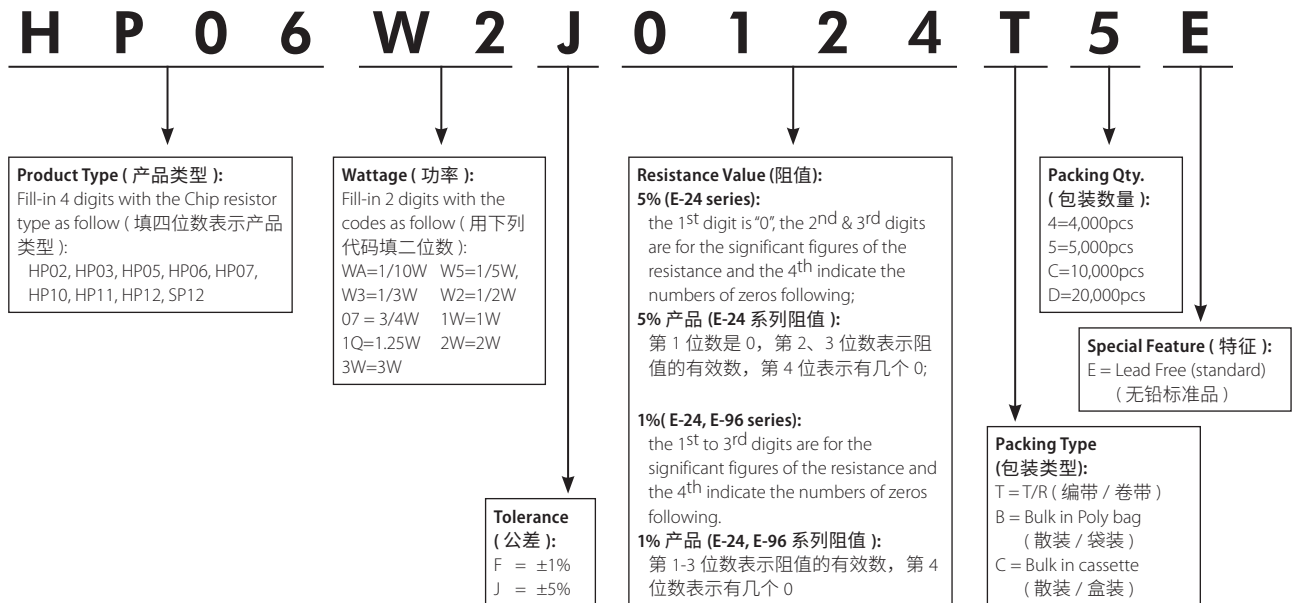 H P 0 6 W 2 J 0 1 2 4 T 5 E
Product Type ( 产品类型 ):
Fill-in 4 digits with the Chip resistor
type as follow ( 填四位数表示产品
类型 ):
HP02, HP03, HP05, HP06, HP07,
HP10, HP11, HP12, SP12
Wattage ( 功率 ):
Fill-in 2 digits with the
codes as follow ( 用下列
代码填二位数 ):
WA=1/10W W5=1/5W,
W3=1/3W W2=1/2W
07 = 3/4W 1W=1W
1Q=1.25W 2W=2W
3W=3W
Tolerance
( 公差 ):
F = ±1%
J = ±5%
Resistance Value (阻值):
5% (E-24 series):
the 1st digit is “0”, the 2nd & 3rd digits
are for the significant figures of the
resistance and the 4th indicate the
numbers of zeros following;
5% 产品 (E-24 系列阻值 ):
第 1 位数是 0，第 2、3 位数表示阻
值的有效数，第 4 位表示有几个 0;
1%( E-24, E-96 series):
the 1st to 3rd digits are for the
significant figures of the resistance and
the 4th indicate the numbers of zeros
following.
1% 产品 (E-24, E-96 系列阻值 ):
第 1-3 位数表示阻值的有效数，第 4
位数表示有几个 0
Packing Type
(包装类型):
T = T/R ( 编带 / 卷带 )
B = Bulk in Poly bag
( 散装 / 袋装 )
C = Bulk in cassette
( 散装 / 盒装 )
Packing Qty.
( 包装数量 ):
4=4,000pcs
5=5,000pcs
C=10,000pcs
D=20,000pcs
Special Feature ( 特征 ):
E = Lead Free (standard)
( 无铅标准品 )